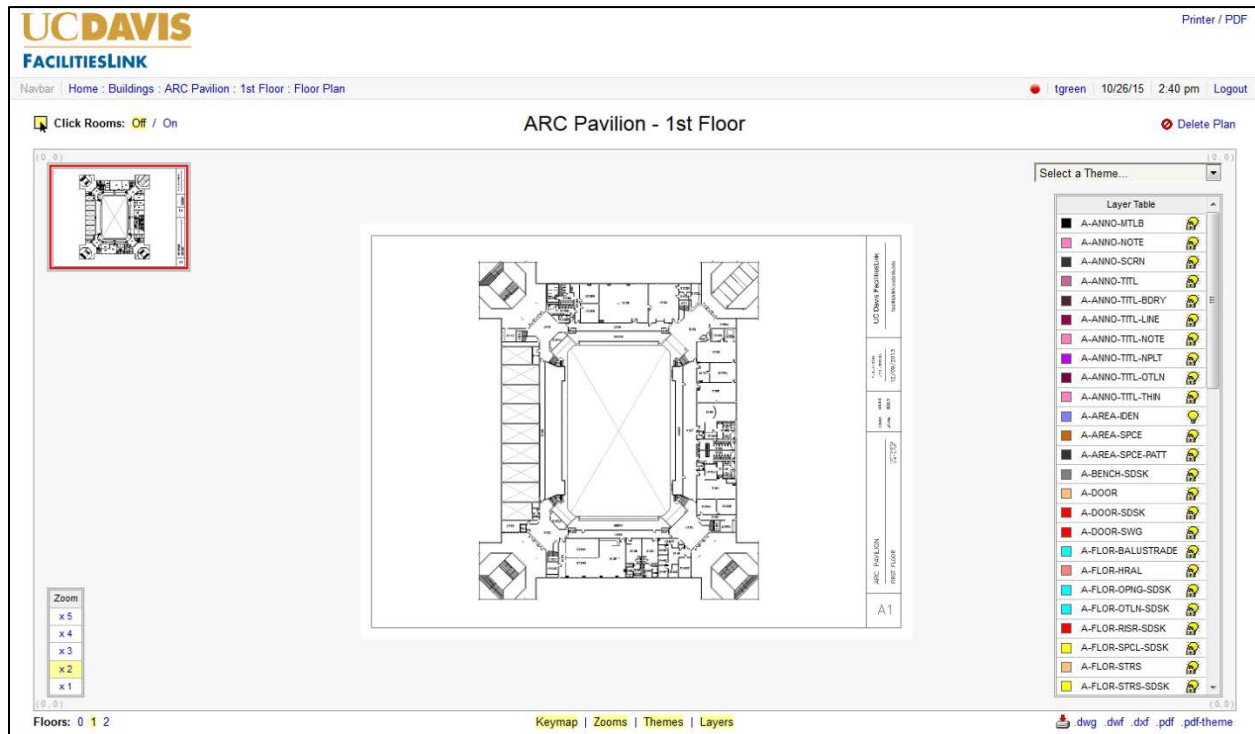 UCDAVIS
FACILITIESLINK
Printer / PDF
Navbar | Home : Buildings : ARC Pavilion : 1st Floor : Floor Plan
tgreen | 10/26/15 | 2:40 pm | Logout
Click Rooms: Off / On
ARC Pavilion - 1st Floor
Delete Plan
(0,0)
(0,0)
Select a Theme...
Layer Table
A-ANNO-MTLB
A-ANNO-NOTE
A-ANNO-SCRN
A-ANNO-TITL
A-ANNO-TITL-BDRY
A-ANNO-TITL-LINE
A-ANNO-TITL-NOTE
A-ANNO-TITL-NPLT
A-ANNO-TITL-OTLN
A-ANNO-TITL-THIN
A-AREA-IDEN
A-AREA-SPCE
A-AREA-SPCE-PATT
A-BENCH-SDSK
A-DOOR
A-DOOR-SDSK
A-DOOR-SWG
A-FLOR-BALUSTRADE
A-FLOR-HRAL
A-FLOR-OPNG-SDSK
A-FLOR-OTLN-SDSK
A-FLOR-RISR-SDSK
A-FLOR-SPCL-SDSK
A-FLOR-STRS
A-FLOR-STRS-SDSK
UC Davis FacilitiesLink
12/09/2013
ARC PAVILION
FIRST FLOOR
A1
Zoom
x 5
x 4
x 3
x 2
x 1
(0,0)
(0,0)
Floors: 0 1 2
Keymap | Zooms | Themes | Layers
.dwg .dwf .dxf .pdf .pdf-theme